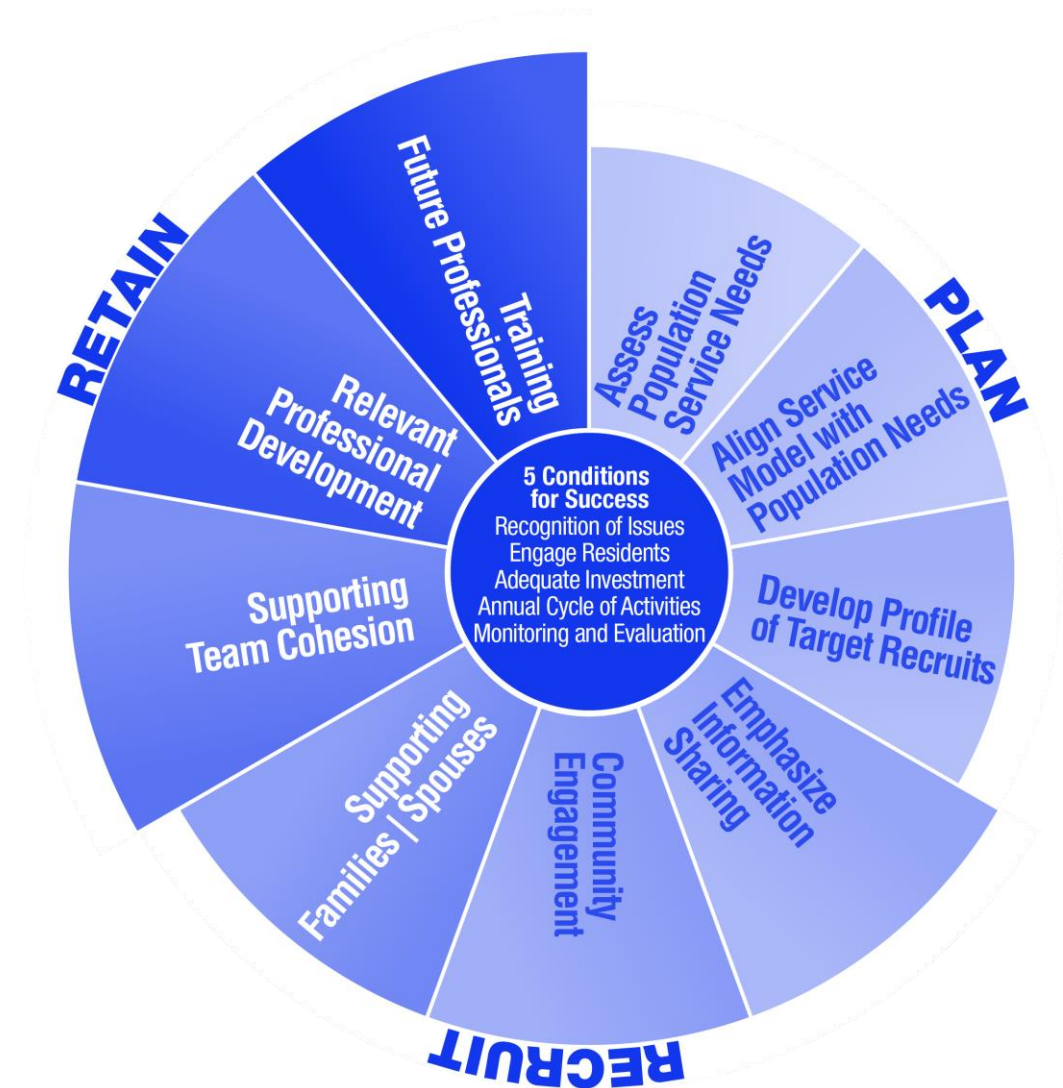 PLAN
Assess
Population
Service Needs
Align Service
Model with
Population Needs
Develop Profile
of Target Recruits
RECRUIT
Emphasize
Information
Sharing
Community
Engagement
Supporting
Families | Spouses
RETAIN
Supporting
Team Cohesion
Relevant
Professional
Development
Training
Future Professionals
5 Conditions
for Success
Recognition of Issues
Engage Residents
Adequate Investment
Annual Cycle of Activities
Monitoring and Evaluation